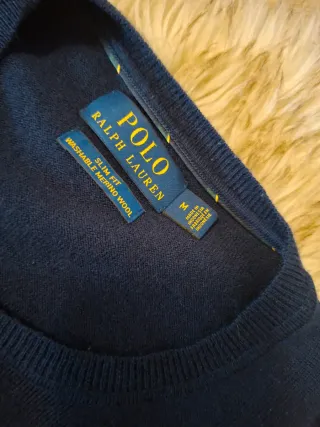 POLO
RALPH LAUREN
SLIM FIT
WASHABLE MERINO WOOL
M